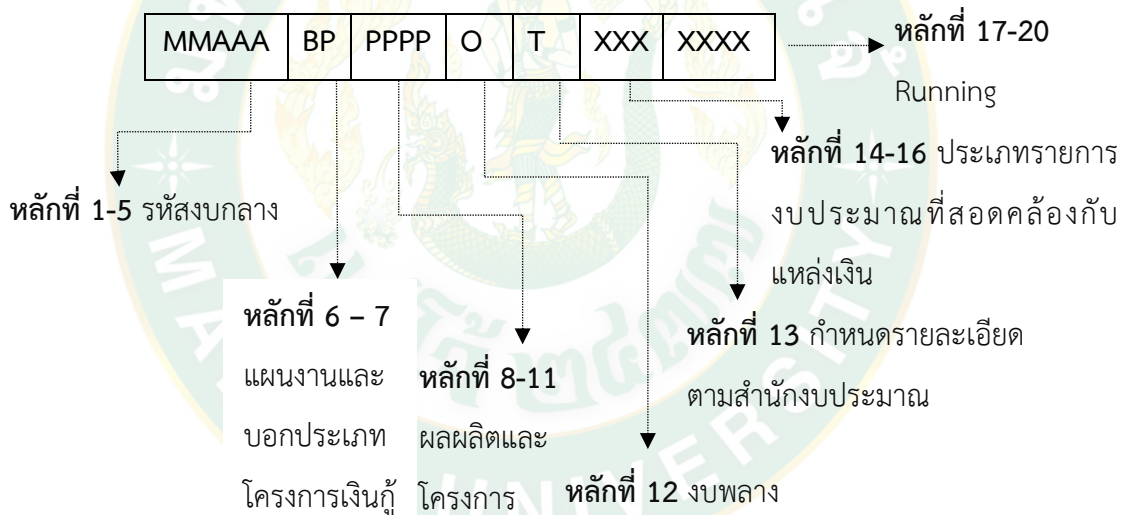 MMAAA BP PPPP O T XXX XXXX
หลักที่ 17-20
Running
หลักที่ 14-16 ประเภทรายการ
งบประมาณที่สอดคล้องกับ
แหล่งเงิน
หลักที่ 13 กำหนดรายละเอียด
ตามสำนักงบประมาณ
หลักที่ 12 งบพลาง
หลักที่ 8-11
ผลผลิตและ
โครงการ
หลักที่ 6 – 7
แผนงานและ
บอกประเภท
โครงการเงินกู้
หลักที่ 1-5 รหัสงบกลาง
UNIVERSITY